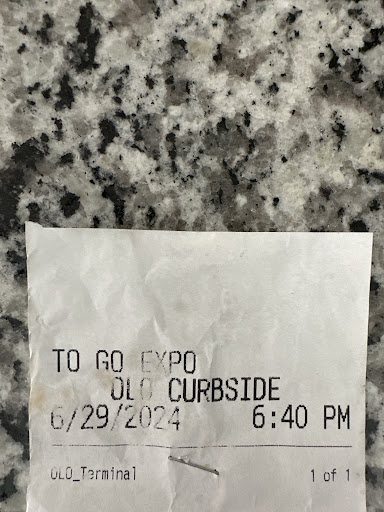 TO GO EXPO
OLO CURBSIDE
6/29/2024 6:40 PM
OLO_Terminal 1 of 1